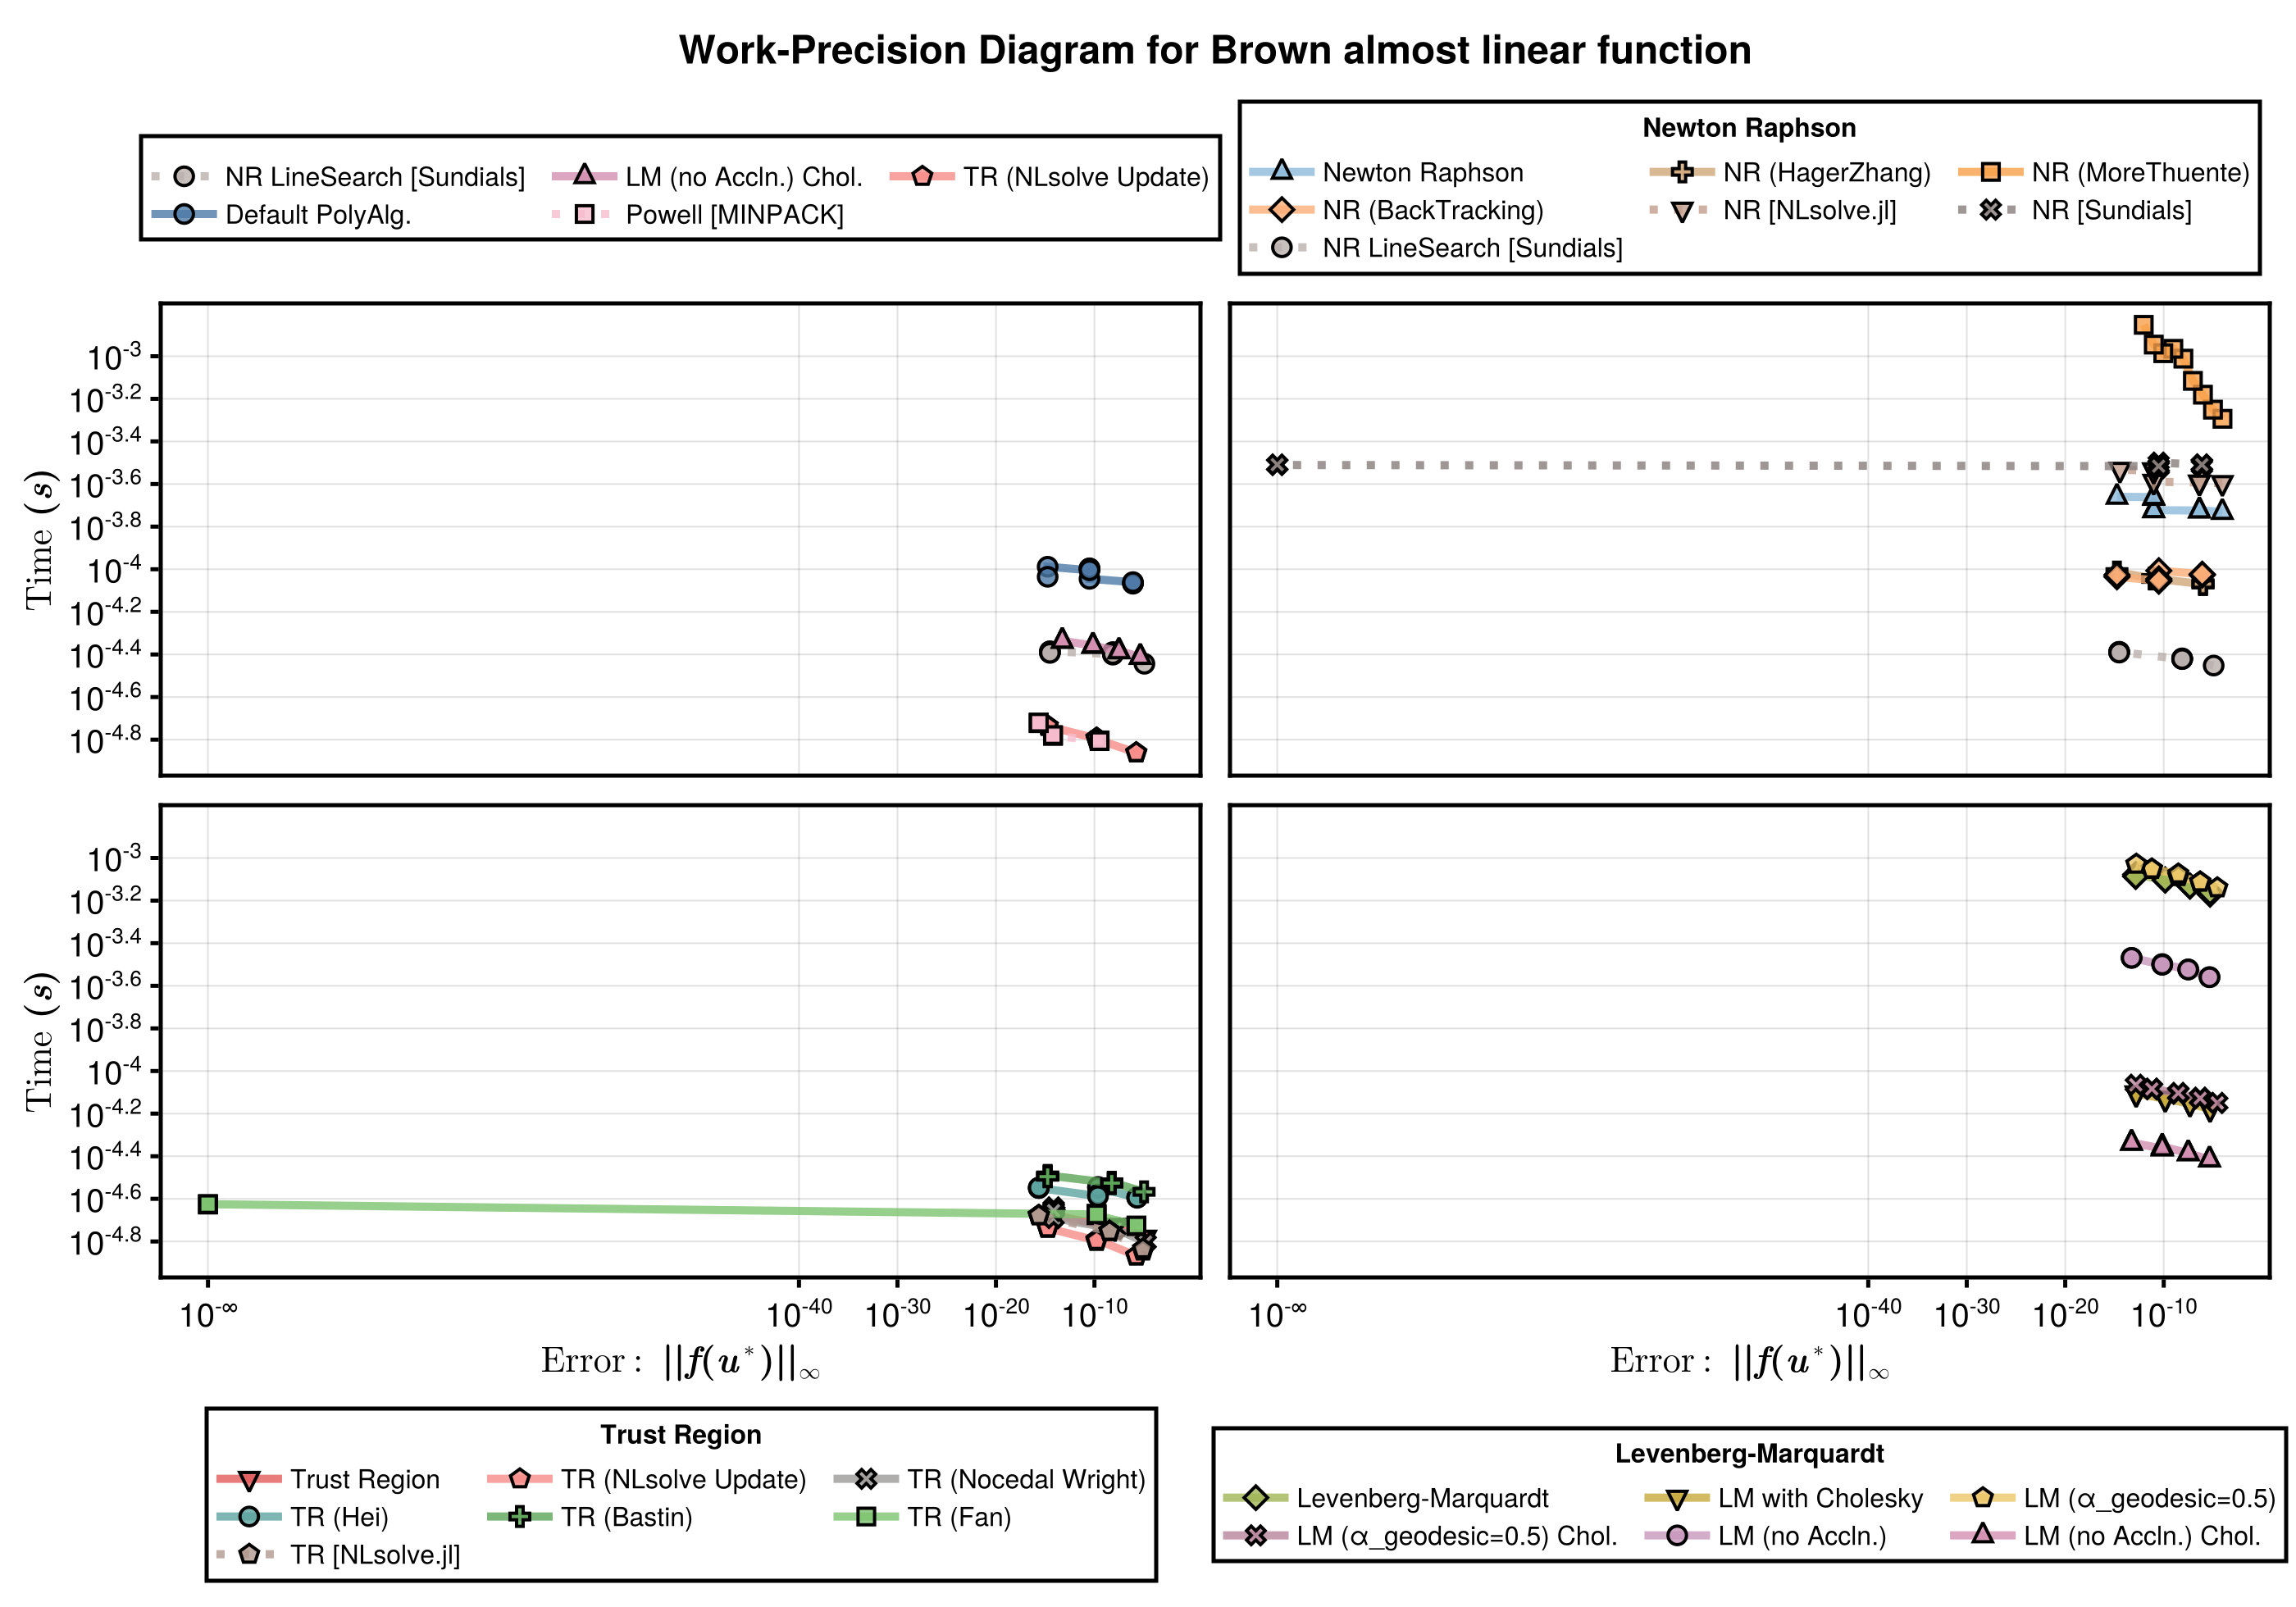 Work-Precision Diagram for Brown almost linear function
NR LineSearch [Sundials] LM (no Accln.) Chol. TR (NLsolve Update)
Default PolyAlg. Powell [MINPACK]
Newton Raphson
Newton Raphson NR (HagerZhang) NR (MoreThuente)
NR (BackTracking) NR [NLsolve.jl] NR [Sundials]
NR LineSearch [Sundials]
Time (s)
10^-3
10^-3.2
10^-3.4
10^-3.6
10^-3.8
10^-4
10^-4.2
10^-4.4
10^-4.6
10^-4.8
Time (s)
10^-3
10^-3.2
10^-3.4
10^-3.6
10^-3.8
10^-4
10^-4.2
10^-4.4
10^-4.6
10^-4.8
10^-∞ 10^-40 10^-30 10^-20 10^-10
10^-∞ 10^-40 10^-30 10^-20 10^-10
Error: ||f(u*)||∞
Error: ||f(u*)||∞
Trust Region
Trust Region TR (NLsolve Update) TR (Nocedal Wright)
TR (Hei) TR (Bastin) TR (Fan)
TR [NLsolve.jl]
Levenberg-Marquardt
Levenberg-Marquardt LM with Cholesky LM (α_geodesic=0.5)
LM (α_geodesic=0.5) Chol. LM (no Accln.) LM (no Accln.) Chol.